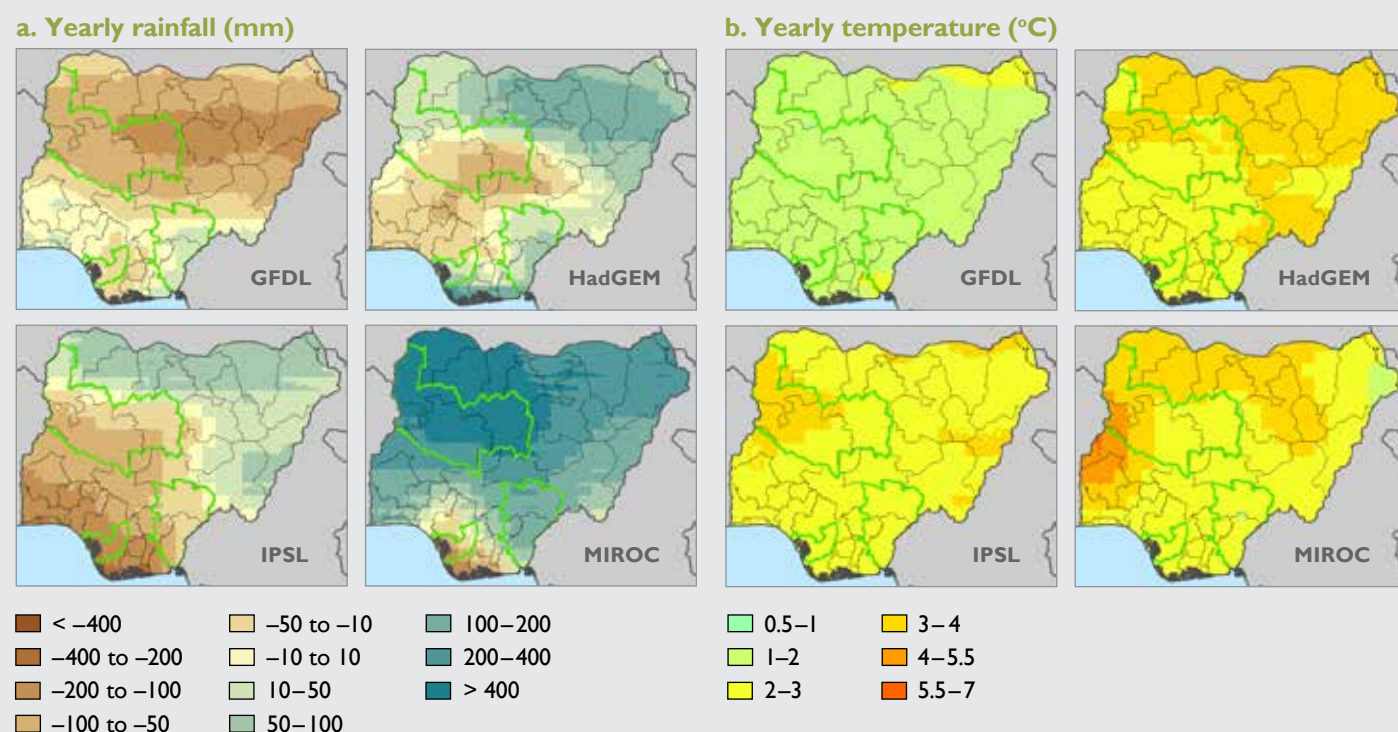 a. Yearly rainfall (mm)
b. Yearly temperature (°C)
GFDL
HadGEM
GFDL
HadGEM
IPSL
MIROC
IPSL
MIROC
< –400
–400 to –200
–200 to –100
–100 to –50
–50 to –10
–10 to 10
10–50
50–100
100–200
200–400
> 400
0.5–1
1–2
2–3
3–4
4–5.5
5.5–7